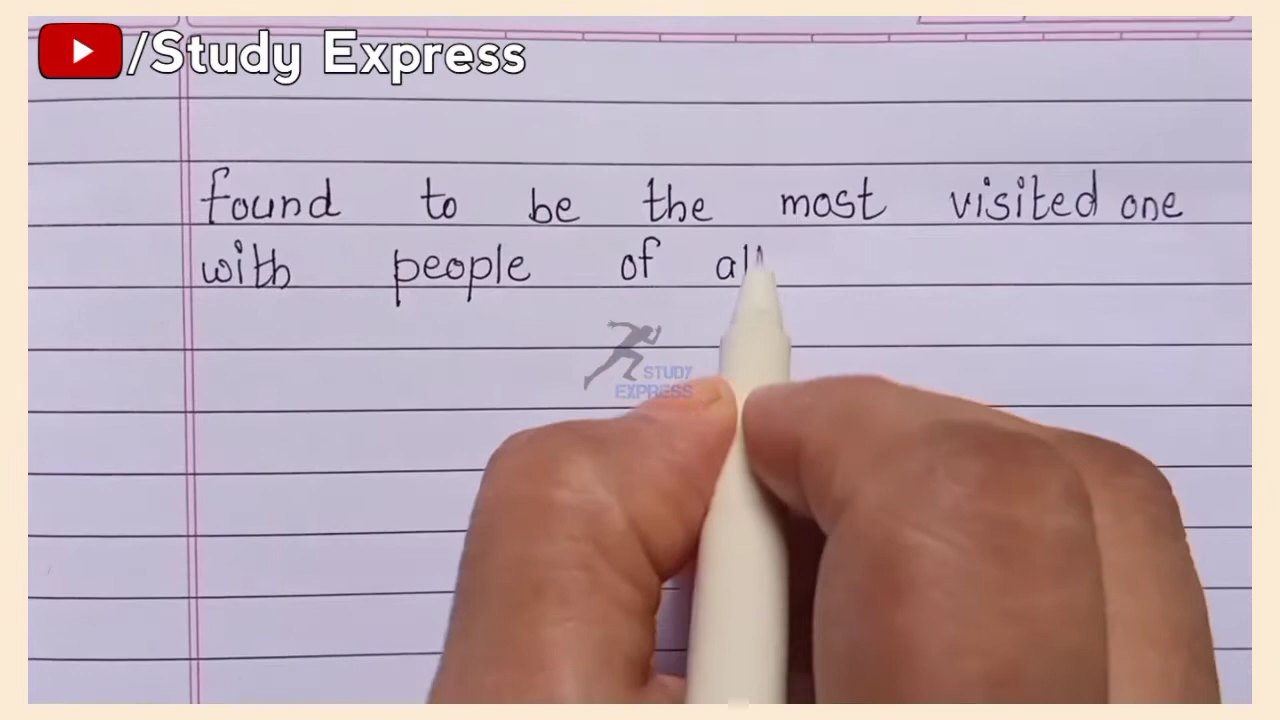 /Study Express
found to be the most visited one
with people of all
STUDY
EXPRESS